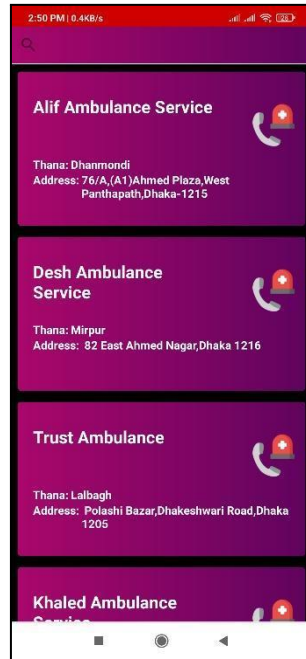 2:50 PM | 0.4KB/s
Alif Ambulance Service
Thana: Dhanmondi
Address: 76/A,(A1)Ahmed Plaza,West
Panthapath,Dhaka-1215
Desh Ambulance
Service
Thana: Mirpur
Address: 82 East Ahmed Nagar,Dhaka 1216
Trust Ambulance
Thana: Lalbagh
Address: Polashi Bazar,Dhakeshwari Road,Dhaka
1205
Khaled Ambulance
Service